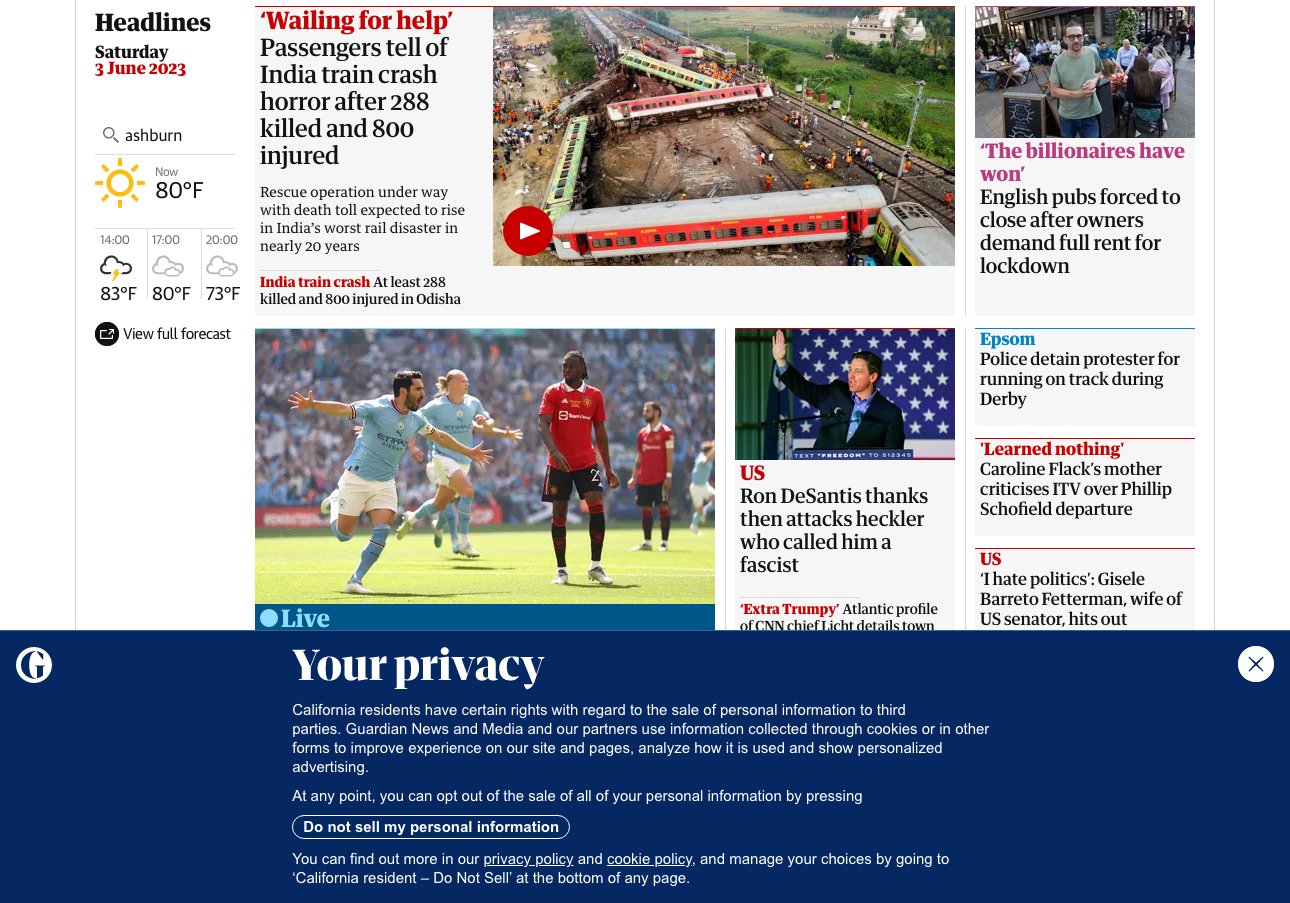 Headlines
Saturday
3 June 2023
ashburn
Now
80°F
14:00
17:00
20:00
83°F
80°F
73°F
View full forecast
‘Wailing for help’
Passengers tell of
India train crash
horror after 288
killed and 800
injured
Rescue operation under way
with death toll expected to rise
in India’s worst rail disaster in
nearly 20 years
India train crash At least 288
killed and 800 injured in Odisha
‘The billionaires have
won’
English pubs forced to
close after owners
demand full rent for
lockdown
ETIHAD
TeamViewer
Live
TEXT "FREEDOM" TO 512345
US
Ron DeSantis thanks
then attacks heckler
who called him a
fascist
‘Extra Trumpy’ Atlantic profile
of CNN chief Licht details town
Epsom
Police detain protester for
running on track during
Derby
'Learned nothing'
Caroline Flack’s mother
criticises ITV over Phillip
Schofield departure
US
‘I hate politics’: Gisele
Barreto Fetterman, wife of
US senator, hits out
Your privacy
California residents have certain rights with regard to the sale of personal information to third
parties. Guardian News and Media and our partners use information collected through cookies or in other
forms to improve experience on our site and pages, analyze how it is used and show personalized
advertising.
At any point, you can opt out of the sale of all of your personal information by pressing
Do not sell my personal information
You can find out more in our privacy policy and cookie policy, and manage your choices by going to
‘California resident – Do Not Sell’ at the bottom of any page.